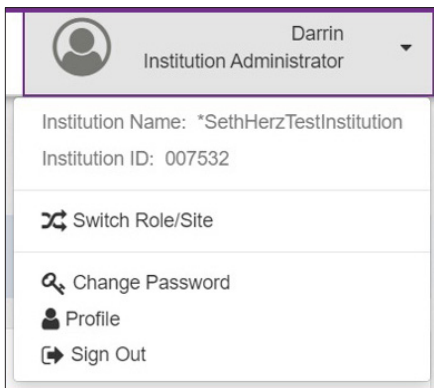 Darrin
Institution Administrator
Institution Name: *SethHerzTestInstitution
Institution ID: 007532
Switch Role/Site
Change Password
Profile
Sign Out